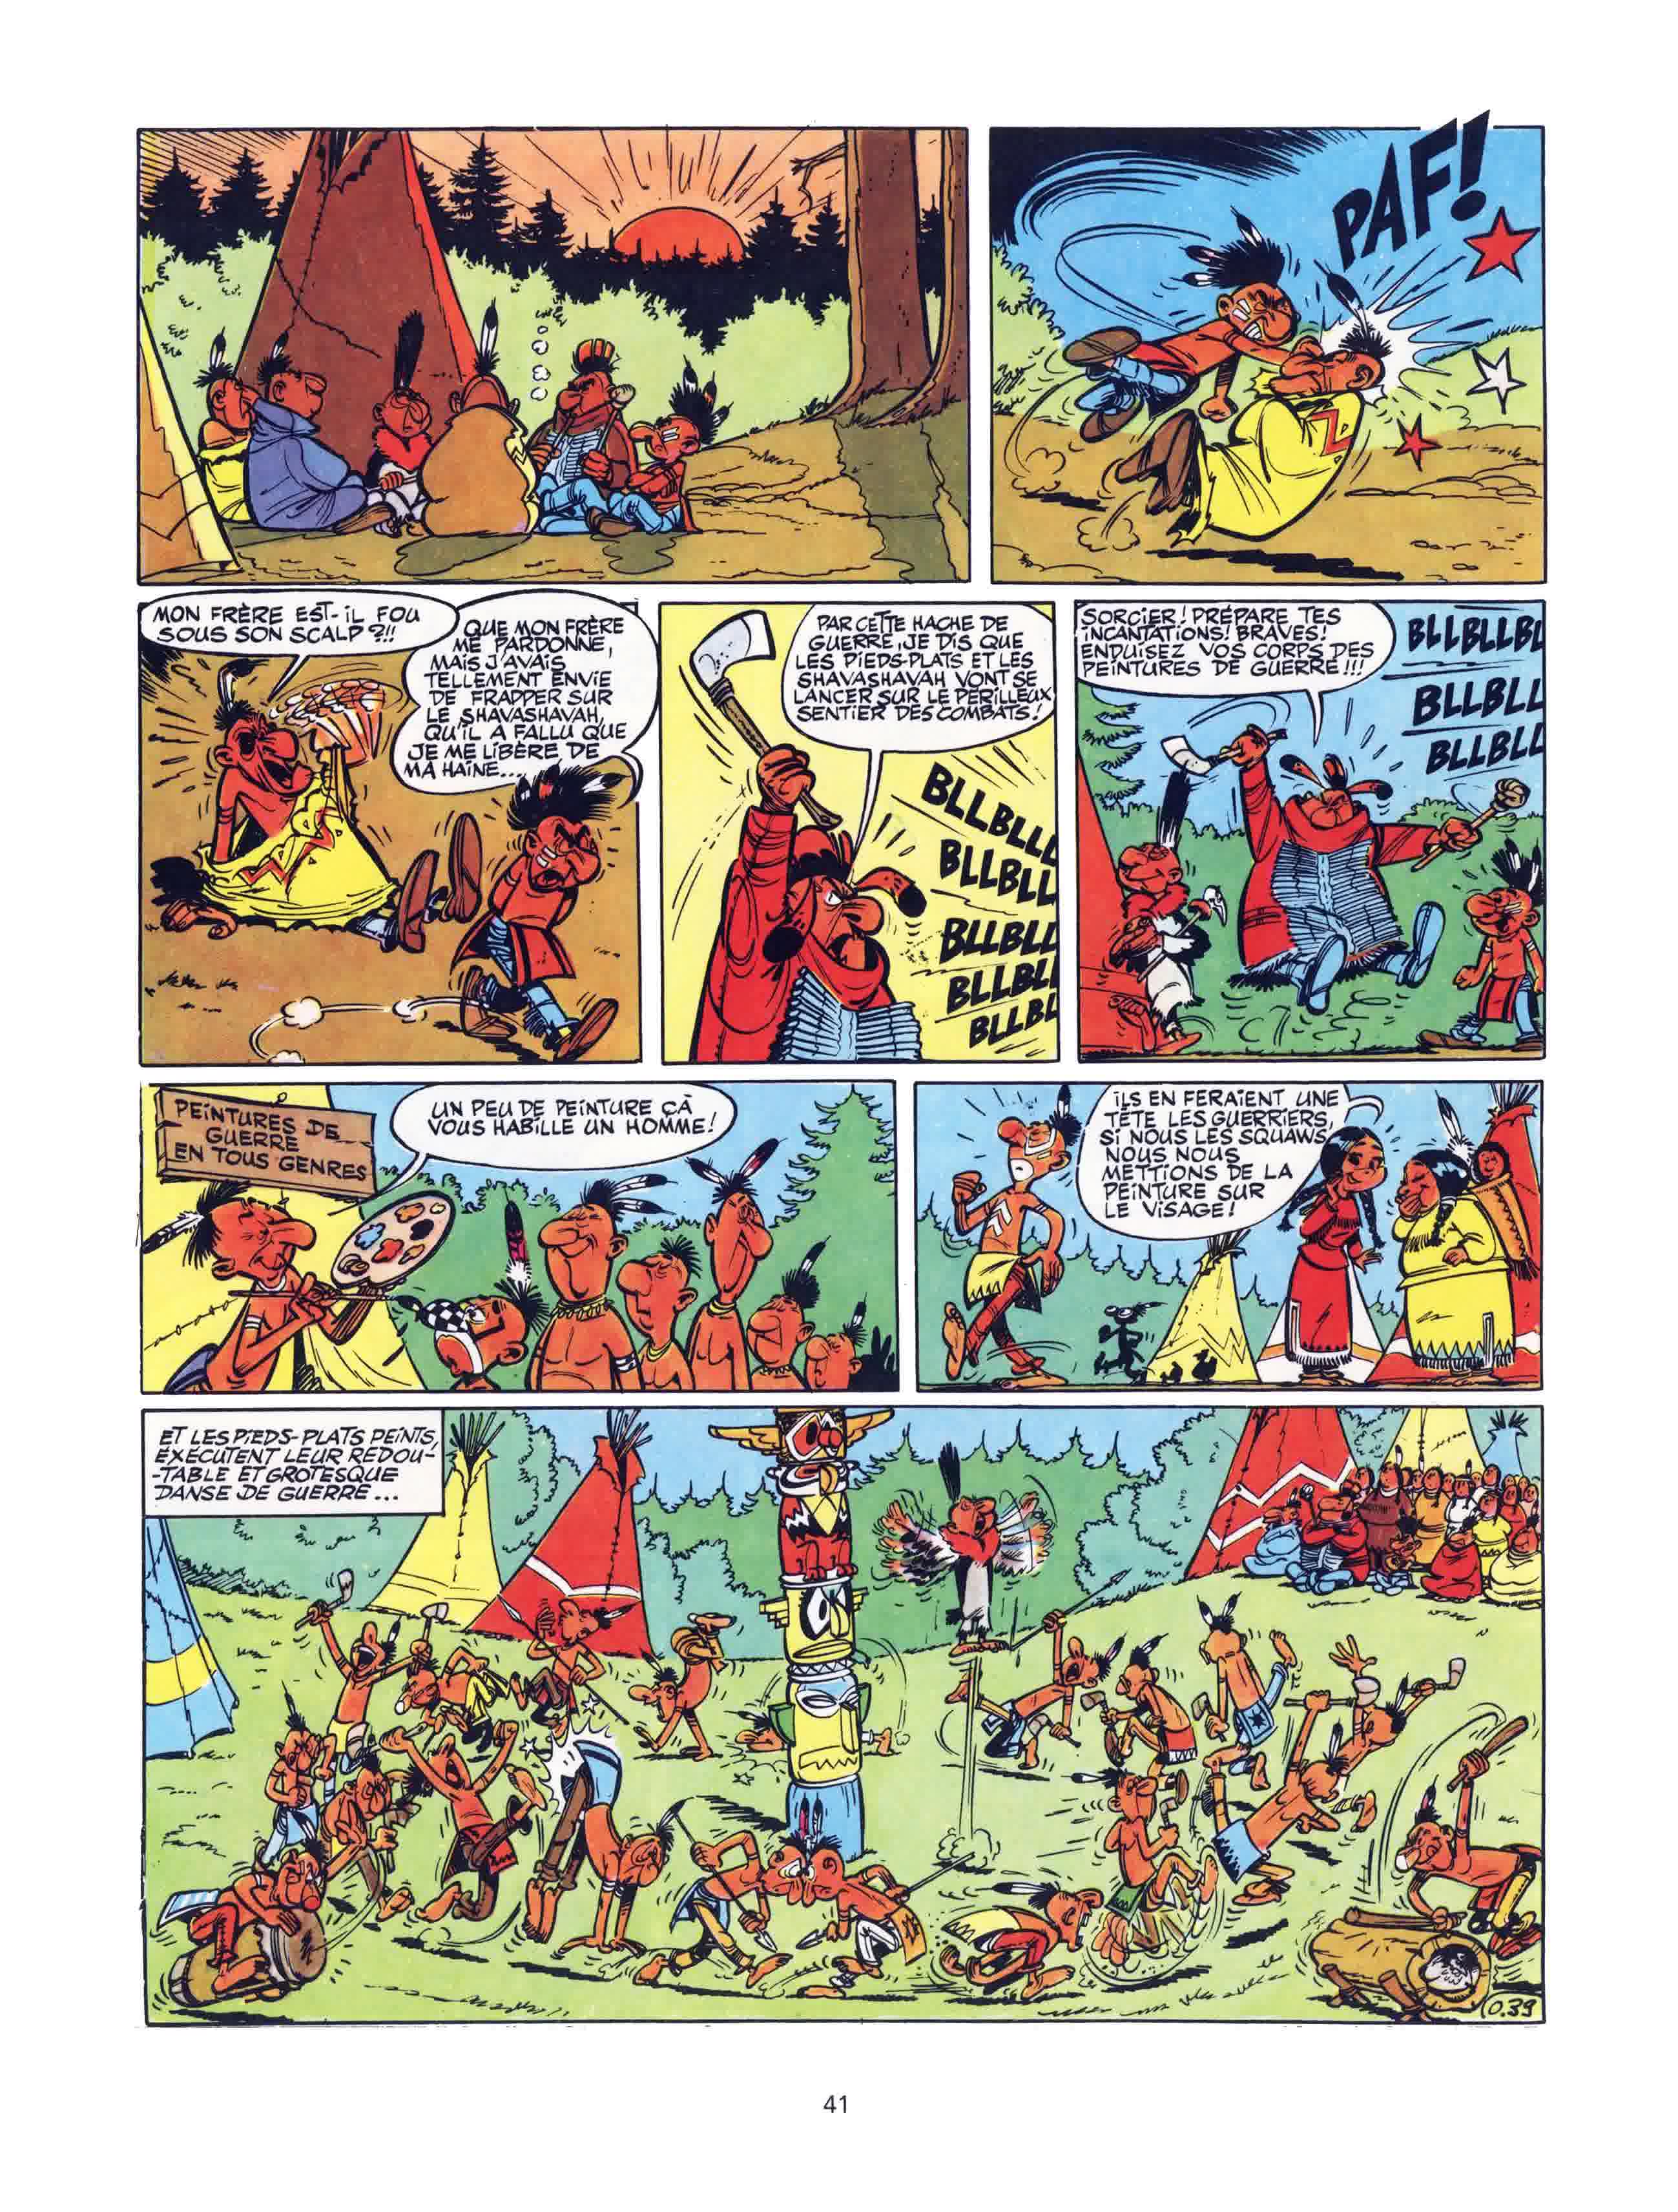 PAF!
MON FRÈRE EST-IL FOU
SOUS SON SCALP ?!!
QUE MON FRÈRE
ME PARDONNE,
MAIS J'AVAIS
TELLEMENT ENVIE
DE FRAPPER SUR
LE SHAVASHAVAH,
QU'IL A FALLU QUE
JE ME LIBÈRE DE
MA HAINE...
PAR CETTE HACHE DE
GUERRE, JE DIS QUE
LES PIEDS-PLATS ET LES
SHAVASHAVAH VONT SE
LANCER SUR LE PÉRILLEUX
SENTIER DES COMBATS!
BLLBLLL
BLLBLL
BLLBLL
BLLBLL
BLLBL
SORCIER! PRÉPARE TES
INCANTATIONS! BRAVES!
ENDUISEZ VOS CORPS DES
PEINTURES DE GUERRE!!!
BLLBLLBL
BLLBLL
BLLBLL
PEINTURES DE
GUERRE
EN TOUS GENRES
UN PEU DE PEINTURE ÇÀ
VOUS HABILLE UN HOMME!
ILS EN FERAIENT UNE
TÊTE LES GUERRIERS,
SI NOUS LES SQUAWS
NOUS NOUS
METTIONS DE LA
PEINTURE SUR
LE VISAGE!
ET LES PIEDS-PLATS PEINTS,
EXÉCUTENT LEUR REDOU-
-TABLE ET GROTESQUE
DANSE DE GUERRE...
O.39
41